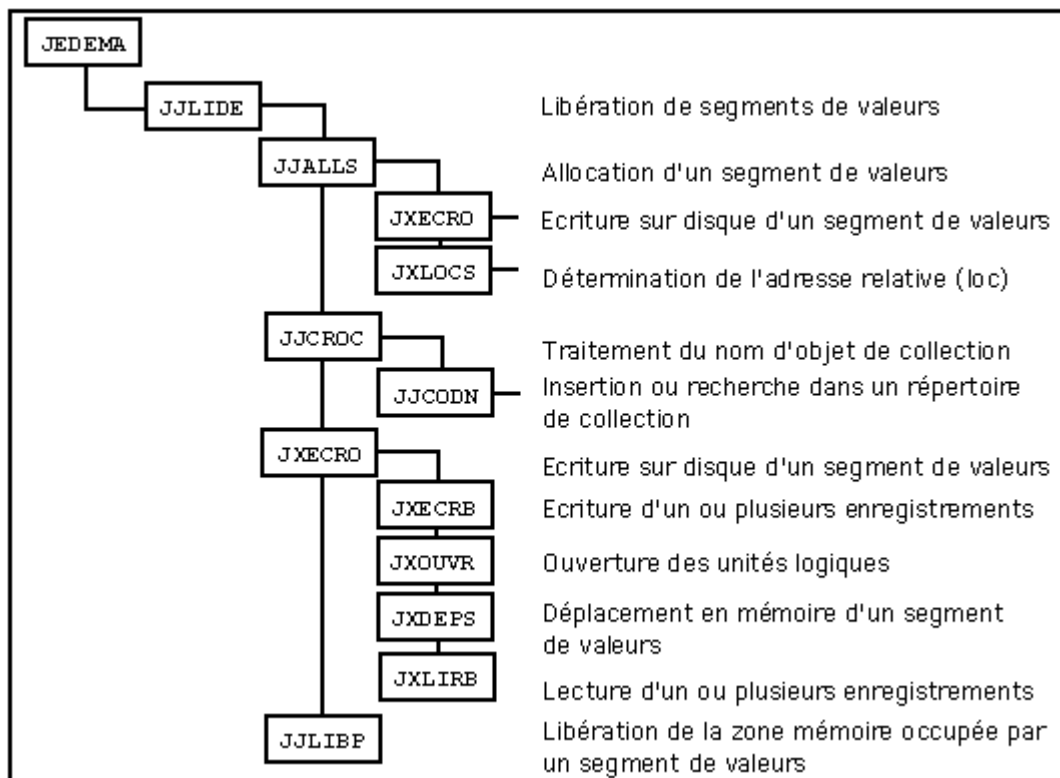 JEDEMA
JJLIDE Libération de segments de valeurs
JJALLS Allocation d'un segment de valeurs
JXECRO Ecriture sur disque d'un segment de valeurs
JXLOCS Détermination de l'adresse relative (loc)
JJCROC Traitement du nom d'objet de collection
JJCODN Insertion ou recherche dans un répertoire
de collection
JXECRO Ecriture sur disque d'un segment de valeurs
JXECRB Ecriture d'un ou plusieurs enregistrements
JXOUVR Ouverture des unités logiques
JXDEPS Déplacement en mémoire d'un segment
de valeurs
JXLIRB Lecture d'un ou plusieurs enregistrements
JJLIBP Libération de la zone mémoire occupée par
un segment de valeurs